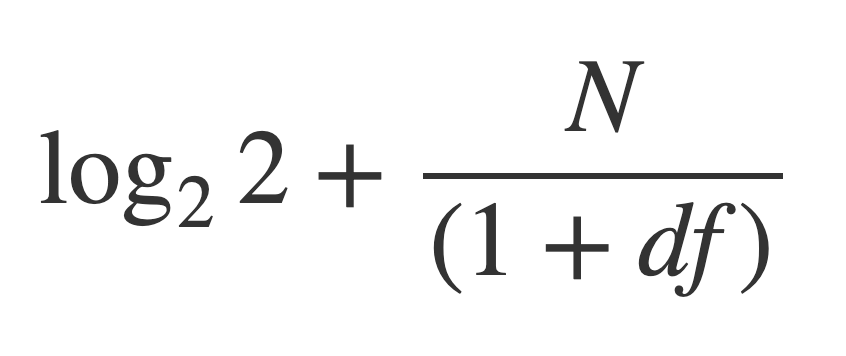 log₂ 2 + N / (1 + df)